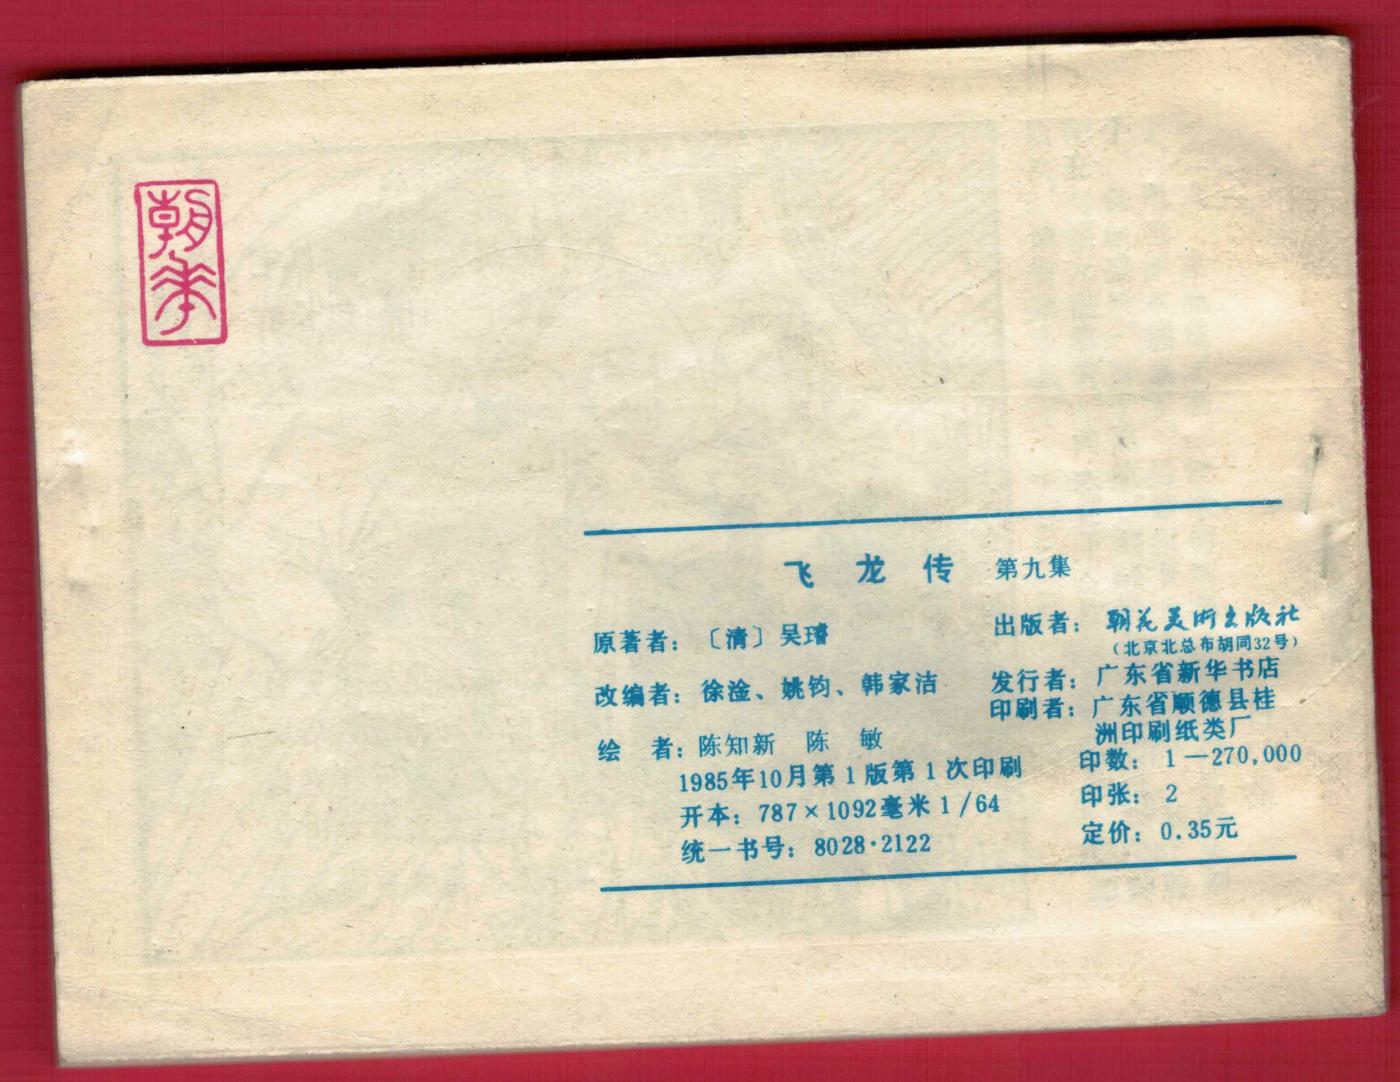 朝华
飞龙传 第九集
原著者：〔清〕吴璿
改编者：徐淦、姚钧、韩家洁
绘 者：陈知新 陈 敏
1985年10月第1版第1次印刷
开本：787×1092毫米1/64
统一书号：8028·2122
出版者：朝花美术出版社
（北京北总布胡同32号）
发行者：广东省新华书店
印刷者：广东省顺德县桂
洲印刷纸类厂
印数：1—270,000
印张：2
定价：0.35元